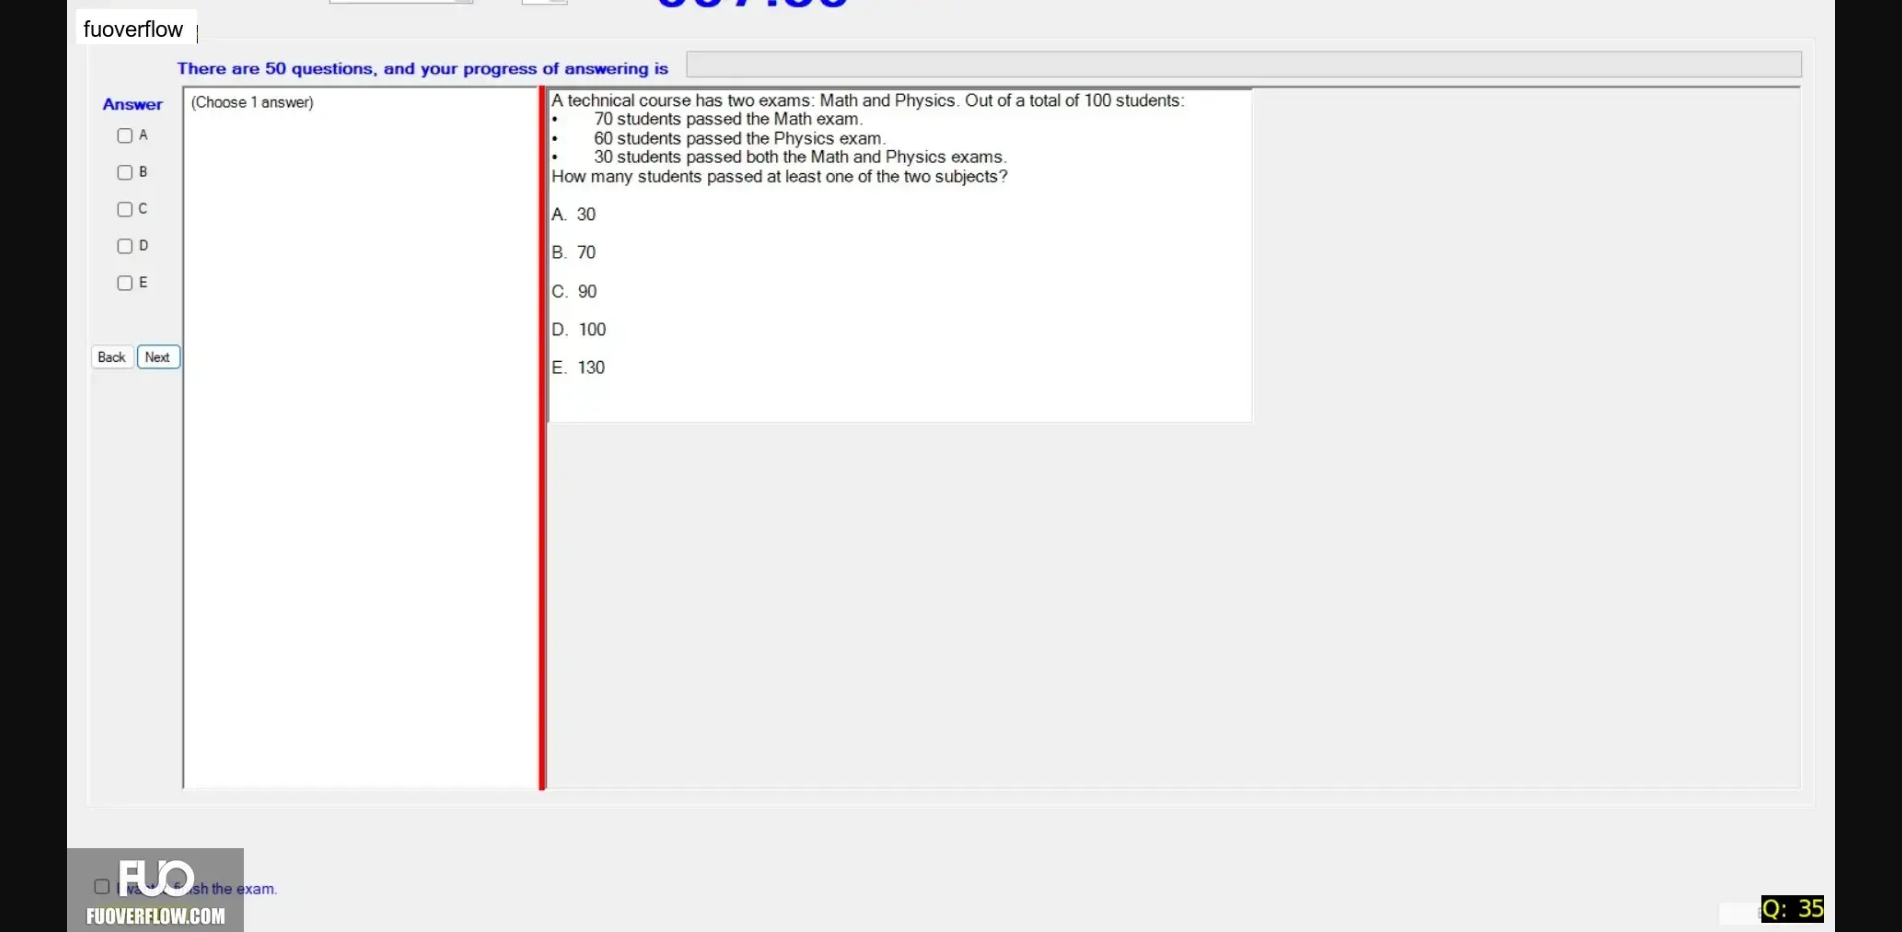 fuoverflow
There are 50 questions, and your progress of answering is
Answer
(Choose 1 answer)
A
B
C
D
E
Back
Next
A technical course has two exams: Math and Physics. Out of a total of 100 students:
• 70 students passed the Math exam.
• 60 students passed the Physics exam.
• 30 students passed both the Math and Physics exams.
How many students passed at least one of the two subjects?
A. 30
B. 70
C. 90
D. 100
E. 130
FUO
the exam.
FUOVERFLOW.COM
Q: 35